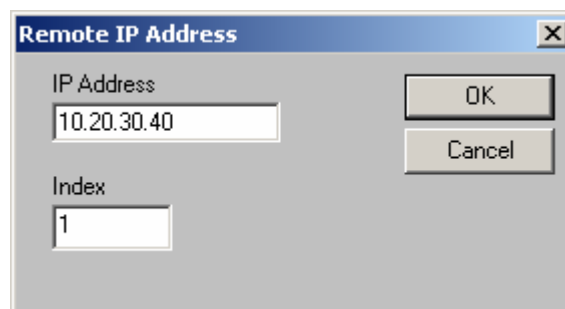 Remote IP Address
IP Address
10.20.30.40
OK
Cancel
Index
1